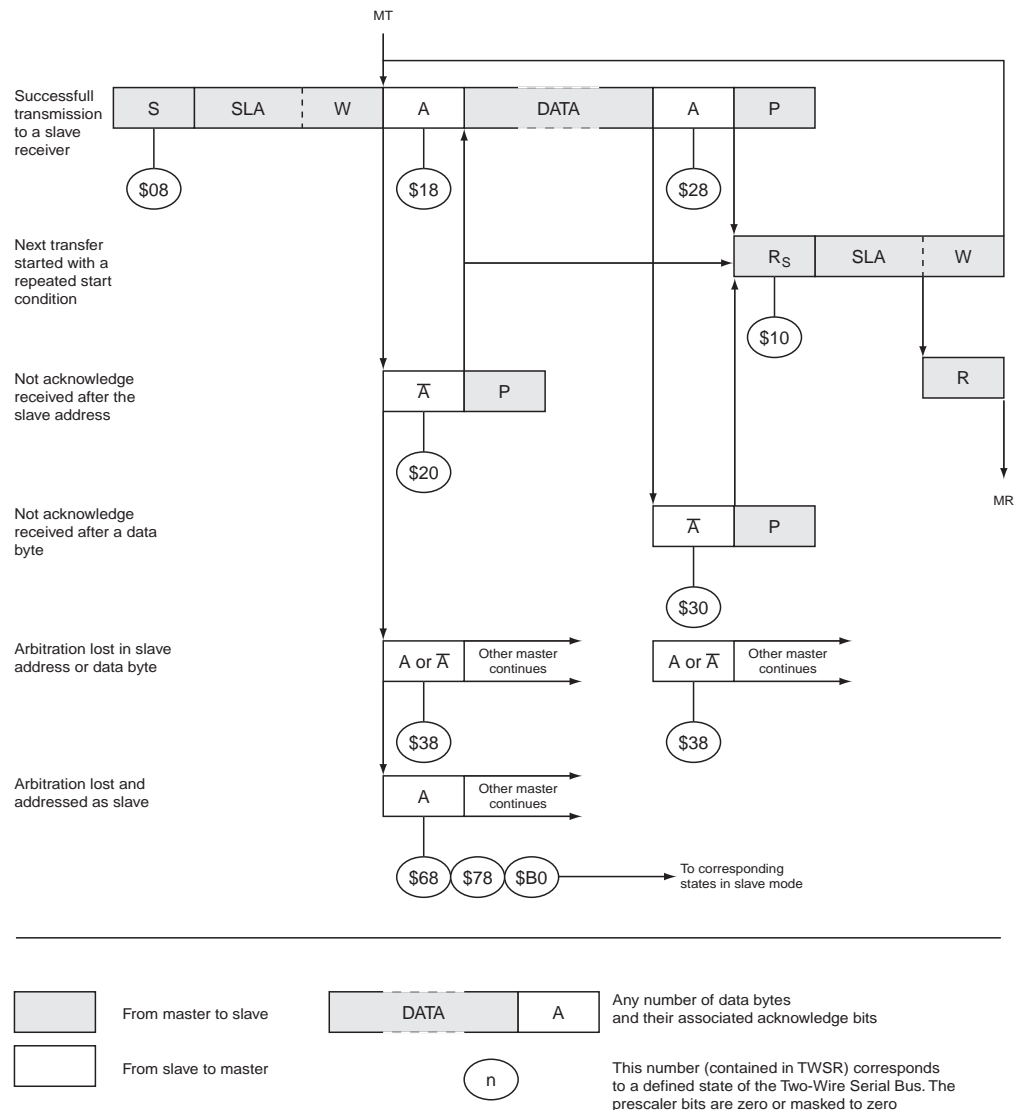 MT
Successfull
transmission
to a slave
receiver
S SLA W A DATA A P
$08 $18 $28
Next transfer
started with a
repeated start
condition
RS SLA W
$10
Not acknowledge
received after the
slave address
A̅ P
R
$20
MR
Not acknowledge
received after a data
byte
A̅ P
$30
Arbitration lost in slave
address or data byte
A or A̅ Other master
continues
A or A̅ Other master
continues
$38 $38
Arbitration lost and
addressed as slave
A Other master
continues
$68 $78 $B0
To corresponding
states in slave mode
From master to slave
DATA A
Any number of data bytes
and their associated acknowledge bits
From slave to master
n
This number (contained in TWSR) corresponds
to a defined state of the Two-Wire Serial Bus. The
prescaler bits are zero or masked to zero